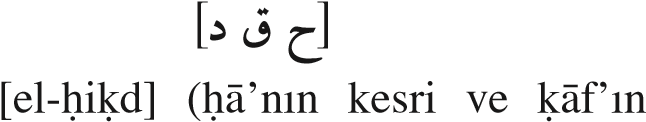 [ح ق د]
[el-ḥiḳd] (ḥā’nın kesri ve ḳāf’ın